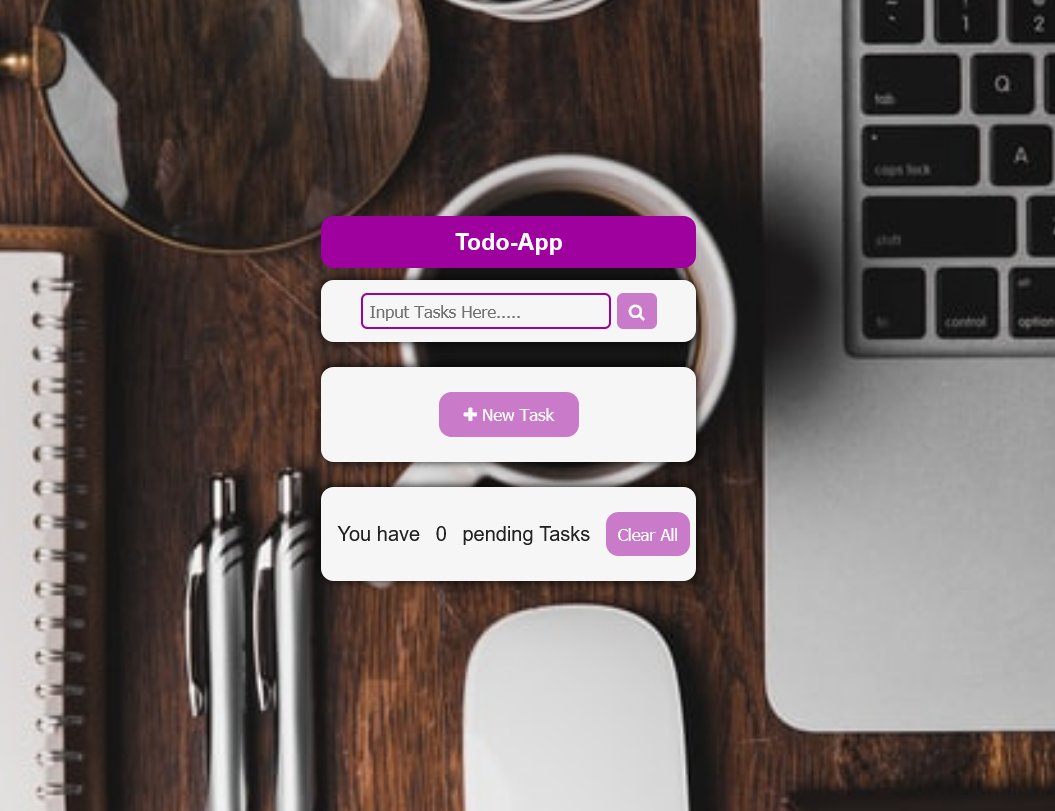 ~
`
!
1
@
2
tab
Q
caps lock
A
shift
fn
control
alt
option
Todo-App
Input Tasks Here.....
New Task
You have 0 pending Tasks Clear All